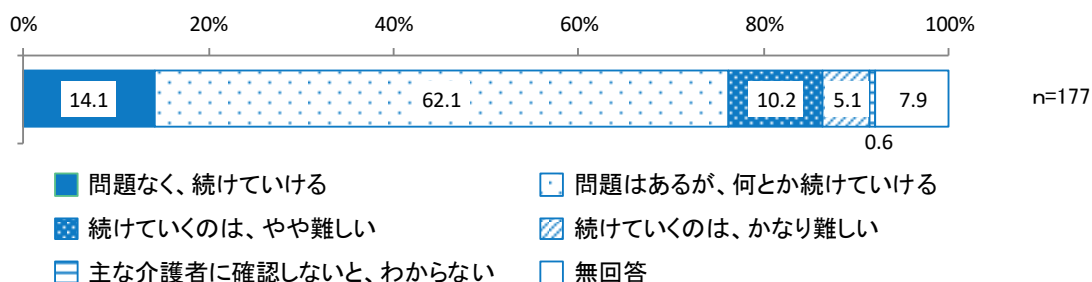 0% 20% 40% 60% 80% 100%
14.1 62.1 10.2 5.1 7.9 n=177
0.6
問題なく、続けていける 問題はあるが、何とか続けていける
続けていくのは、やや難しい 続けていくのは、かなり難しい
主な介護者に確認しないと、わからない 無回答